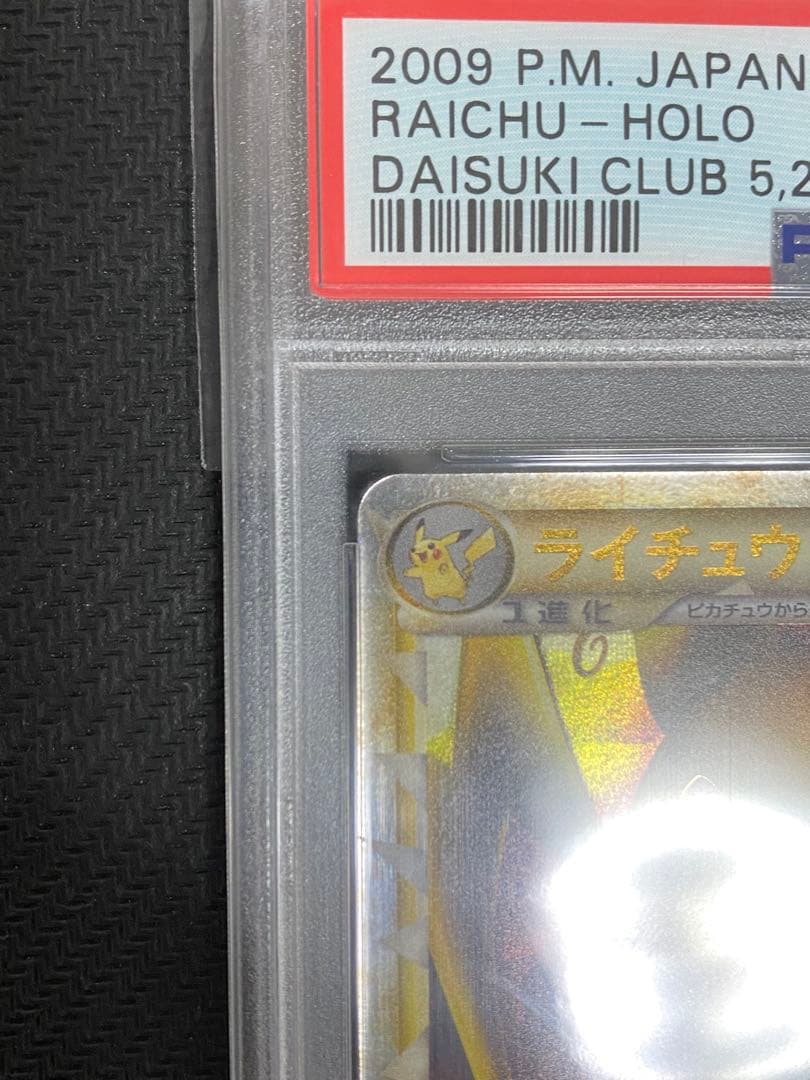 2009 P.M. JAPAN
RAICHU – HOLO
DAISUKI CLUB 5,2
P
ライチュウ
1進化
ピカチュウから